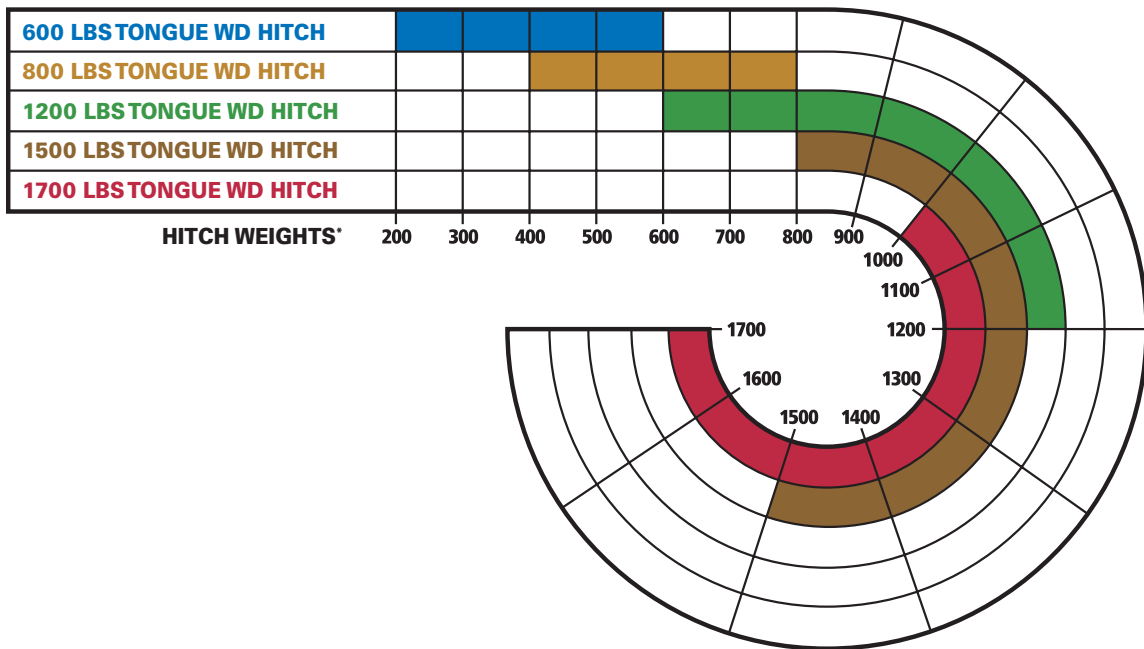 600 LBS TONGUE WD HITCH
800 LBS TONGUE WD HITCH
1200 LBS TONGUE WD HITCH
1500 LBS TONGUE WD HITCH
1700 LBS TONGUE WD HITCH
HITCH WEIGHTS* 200 300 400 500 600 700 800 900
1000
1100
1200
1300
1400
1500
1600
1700